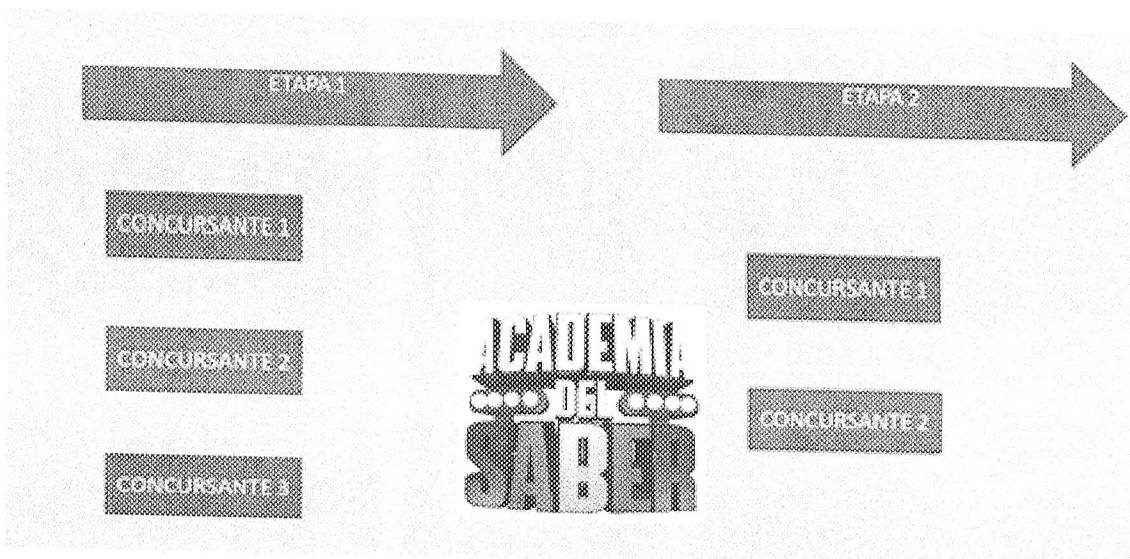 ETAPA 1
ETAPA 2
CONCURSANTE 1
CONCURSANTE 2
CONCURSANTE 3
ACADEMIA
DEL
SABER
CONCURSANTE 1
CONCURSANTE 2